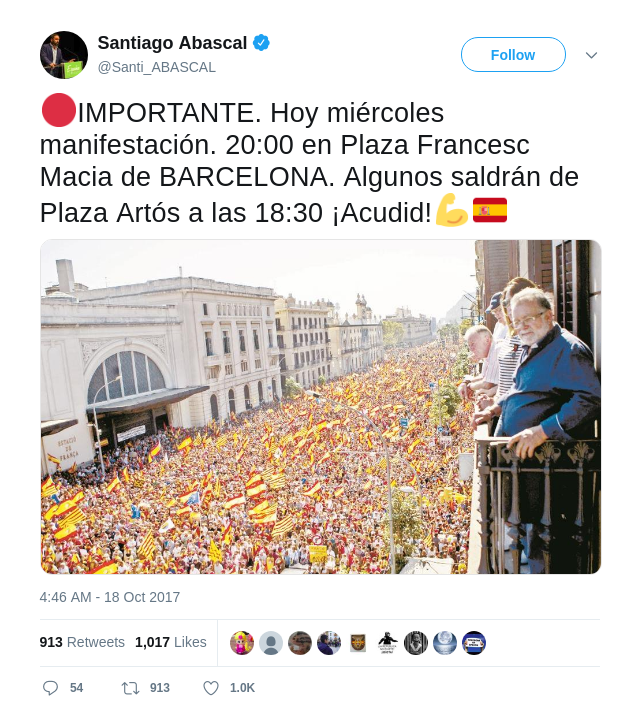 Santiago Abascal
@Santi_ABASCAL
Follow
IMPORTANTE. Hoy miércoles
manifestación. 20:00 en Plaza Francesc
Macia de BARCELONA. Algunos saldrán de
Plaza Artós a las 18:30 ¡Acudid!
ESTACIÓ
DE
FRANÇA
4:46 AM - 18 Oct 2017
913 Retweets 1,017 Likes
54 913 1.0K